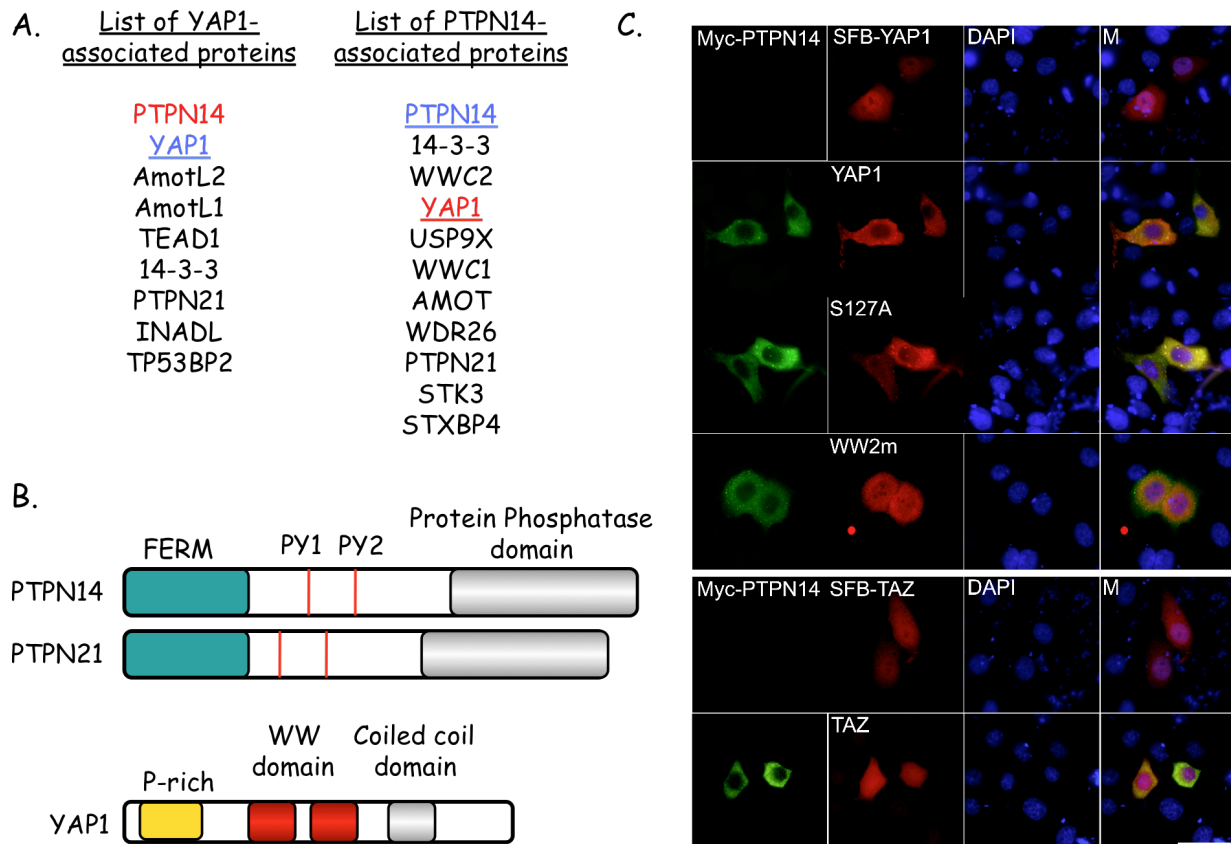 A.
List of YAP1-
associated proteins
PTPN14
YAP1
AmotL2
AmotL1
TEAD1
14-3-3
PTPN21
INADL
TP53BP2
List of PTPN14-
associated proteins
PTPN14
14-3-3
WWC2
YAP1
USP9X
WWC1
AMOT
WDR26
PTPN21
STK3
STXBP4
B.
FERM
PY1
PY2
Protein Phosphatase
domain
PTPN14
PTPN21
P-rich
WW
domain
Coiled coil
domain
YAP1
C.
Myc-PTPN14
SFB-YAP1
DAPI
M
YAP1
S127A
WW2m
Myc-PTPN14
SFB-TAZ
DAPI
M
TAZ